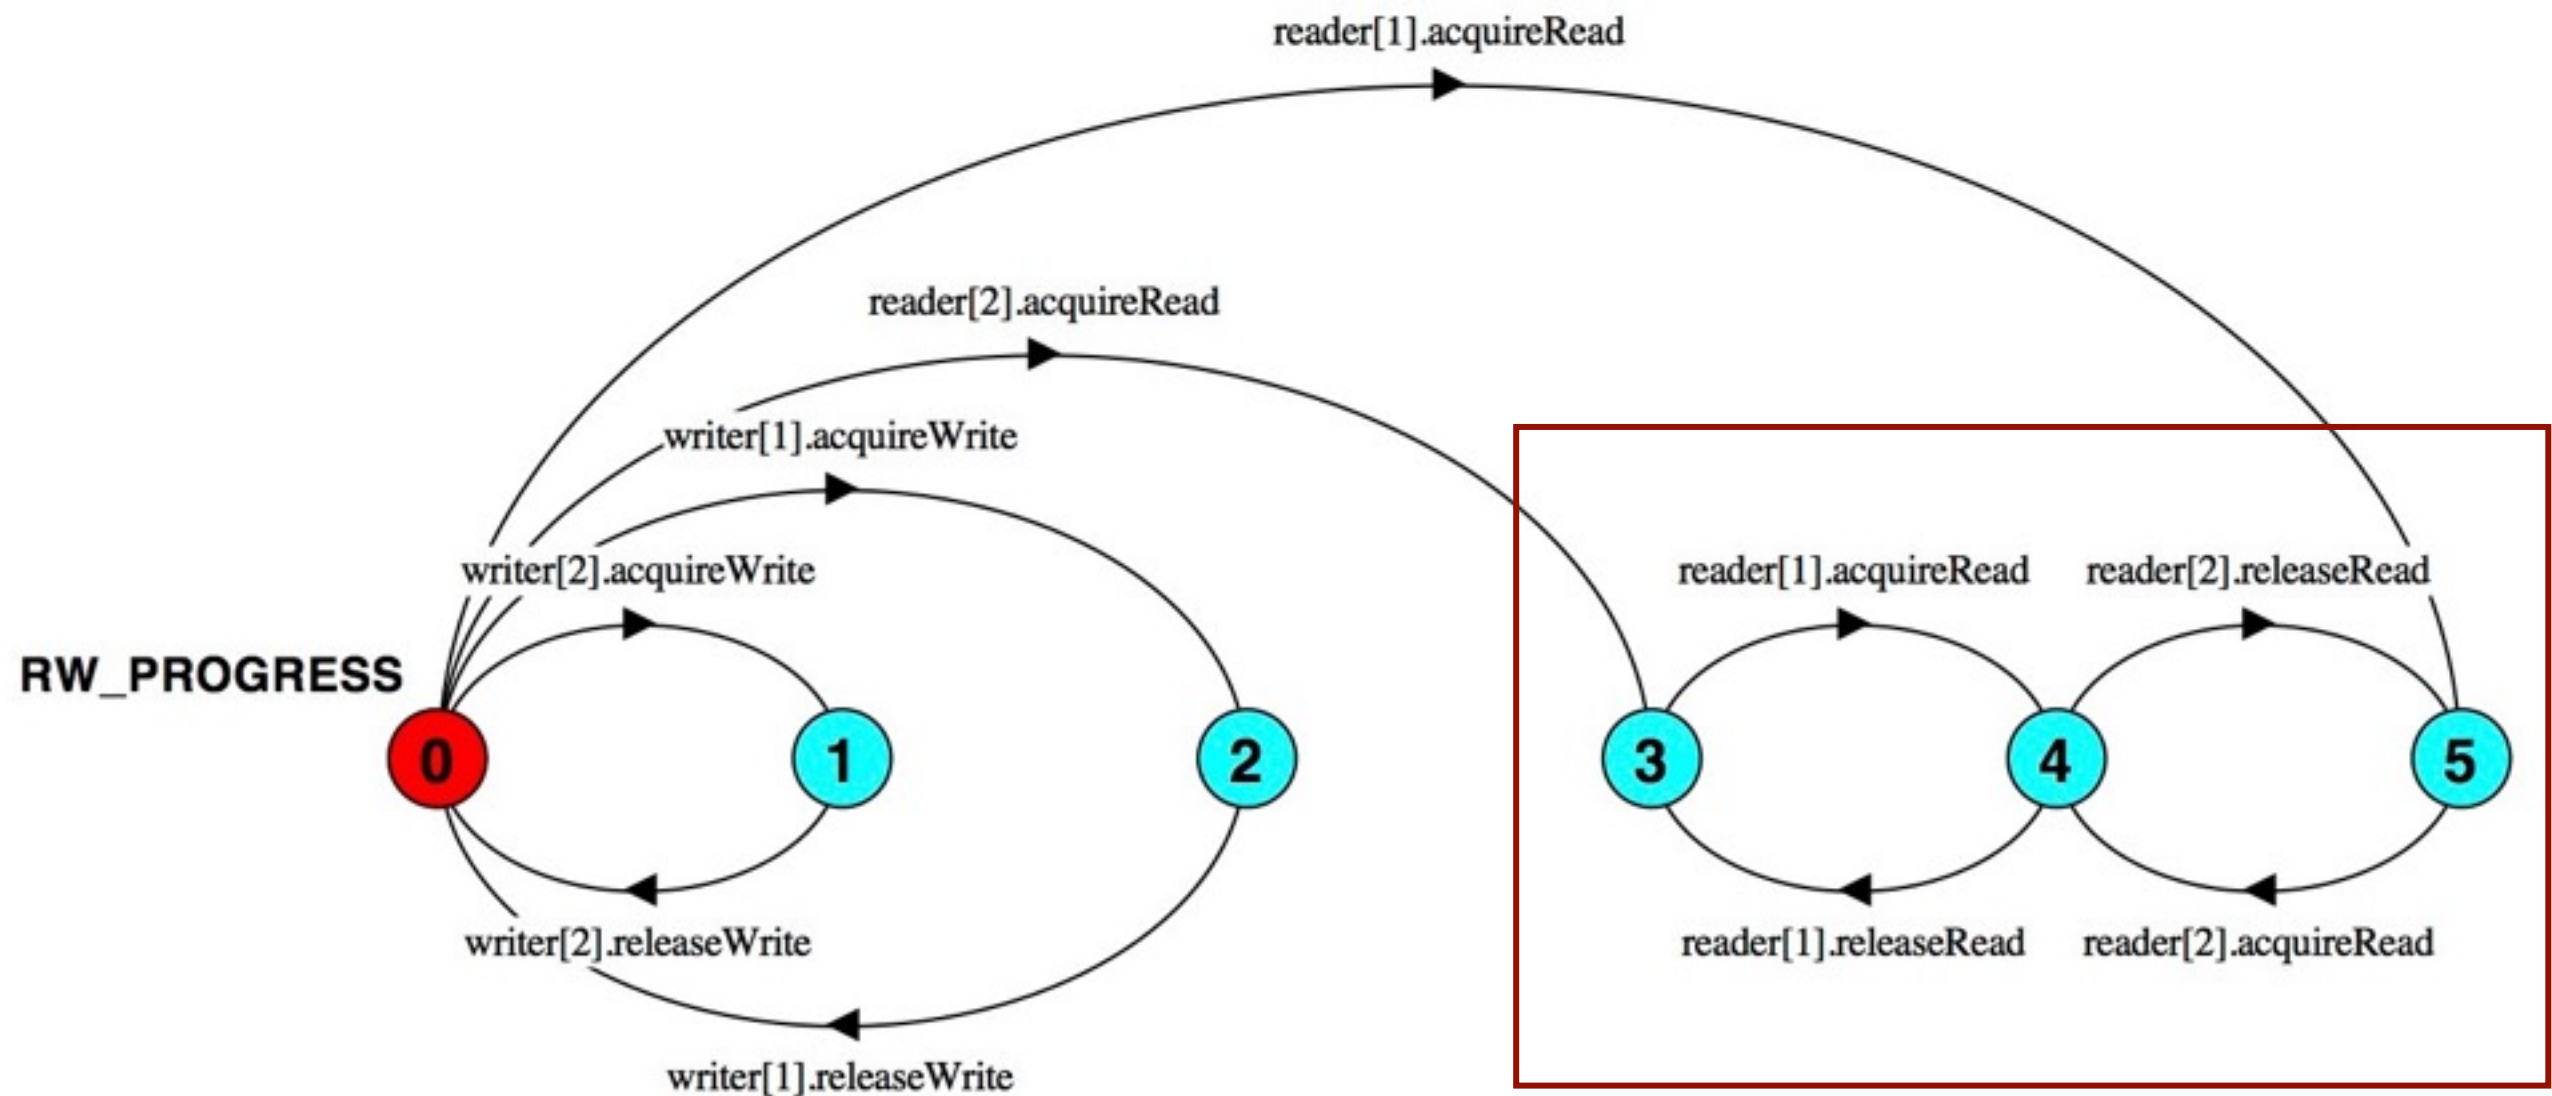 reader[1].acquireRead
reader[2].acquireRead
writer[1].acquireWrite
writer[2].acquireWrite
reader[1].acquireRead
reader[2].releaseRead
RW_PROGRESS
0
1
2
3
4
5
writer[2].releaseWrite
reader[1].releaseRead
reader[2].acquireRead
writer[1].releaseWrite